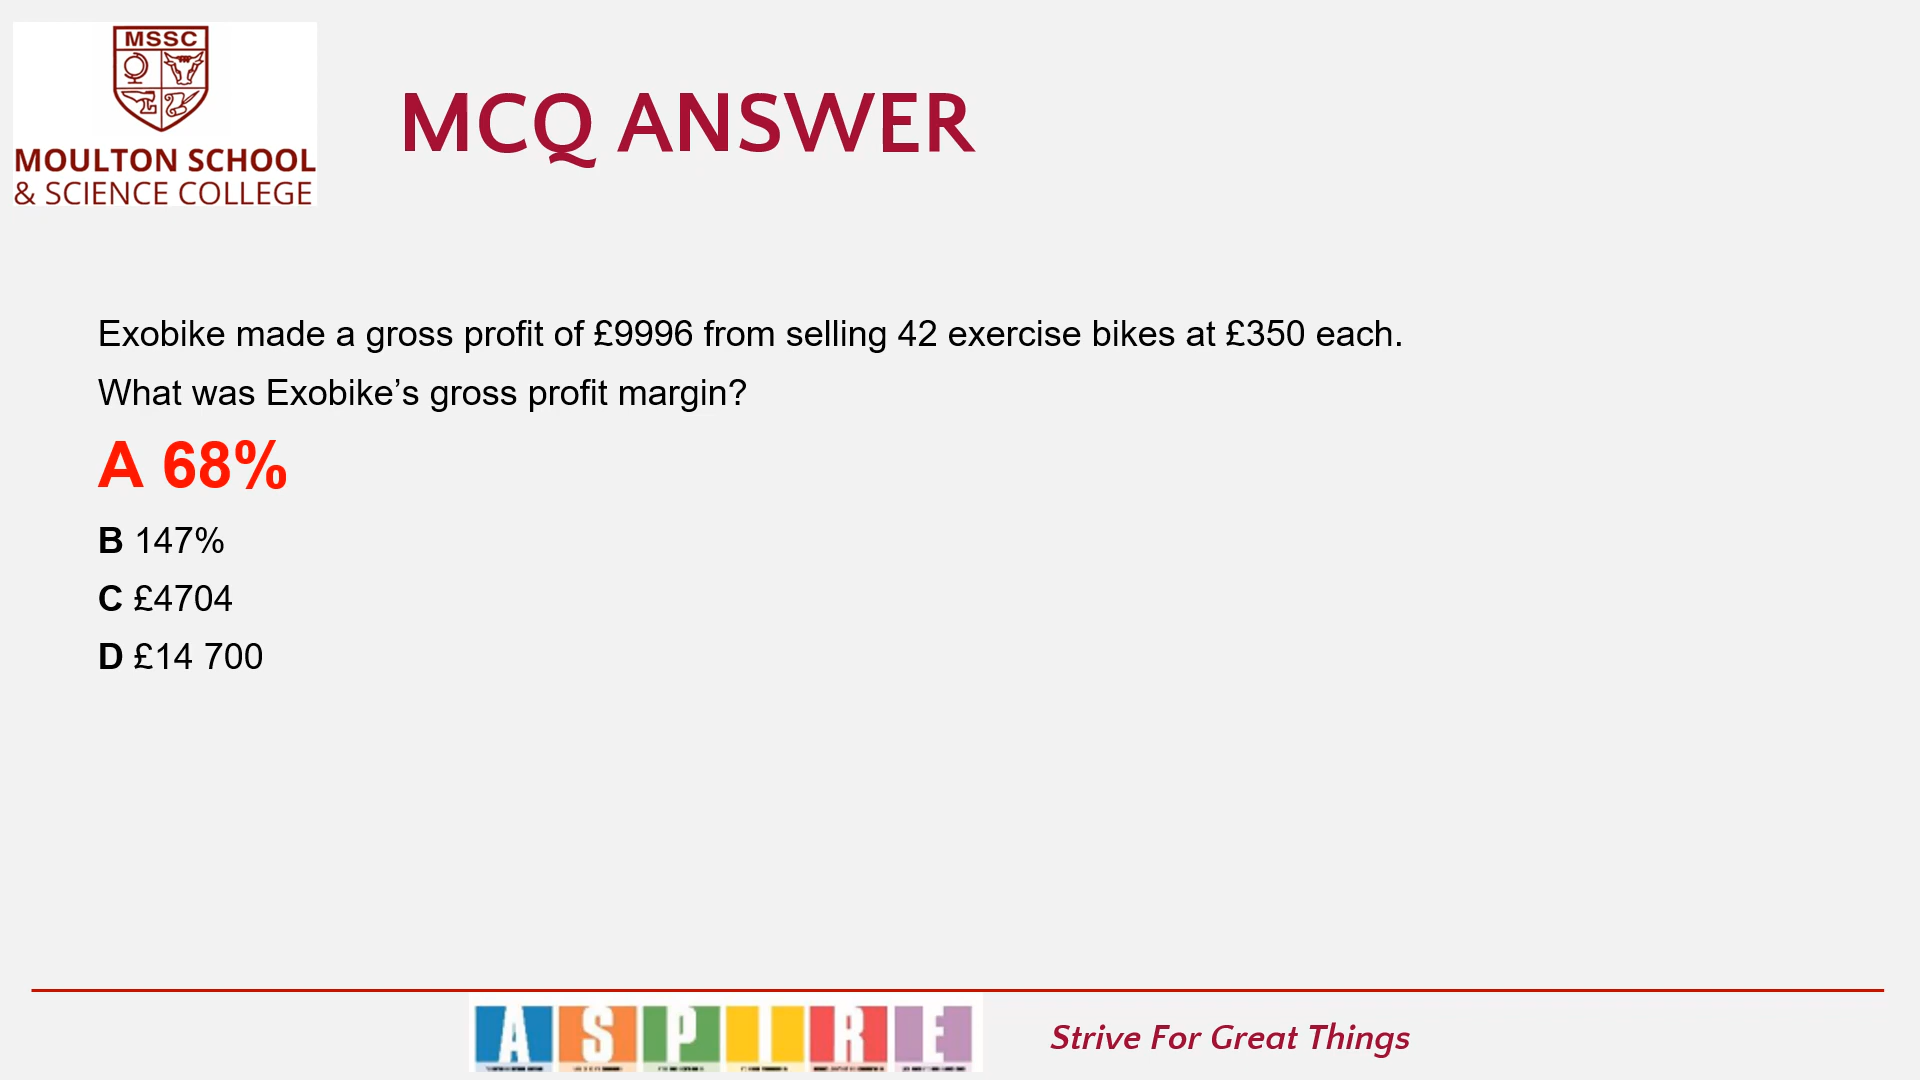 MSSC
MOULTON SCHOOL
& SCIENCE COLLEGE
MCQ ANSWER
Exobike made a gross profit of £9996 from selling 42 exercise bikes at £350 each.
What was Exobike’s gross profit margin?
A 68%
B 147%
C £4704
D £14 700
ASPIRE
Strive For Great Things